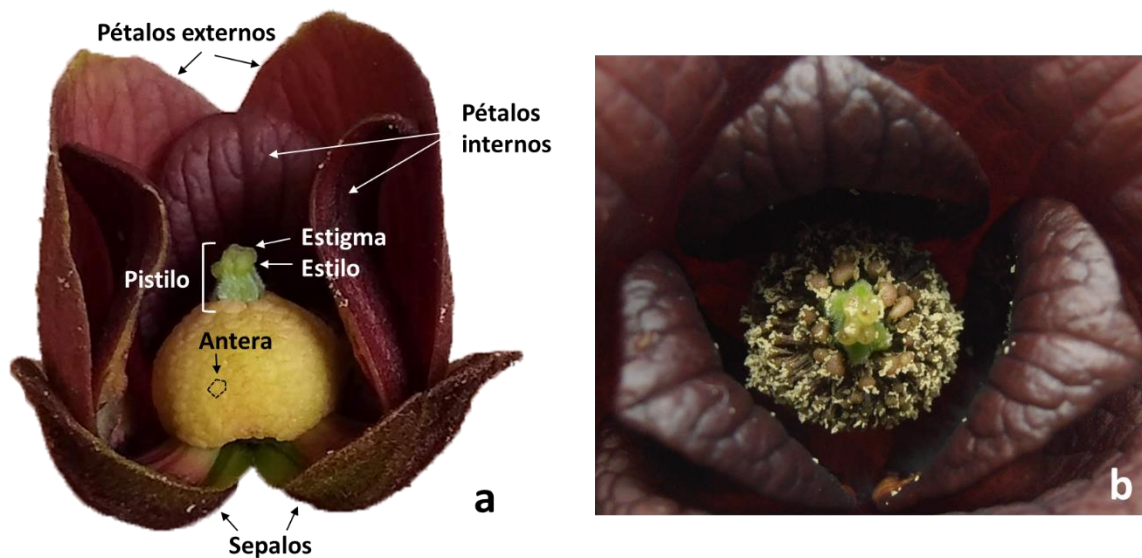 Pétalos externos
Pétalos
internos
Estigma
Estilo
Pistilo
Antera
Sepalos
a
b